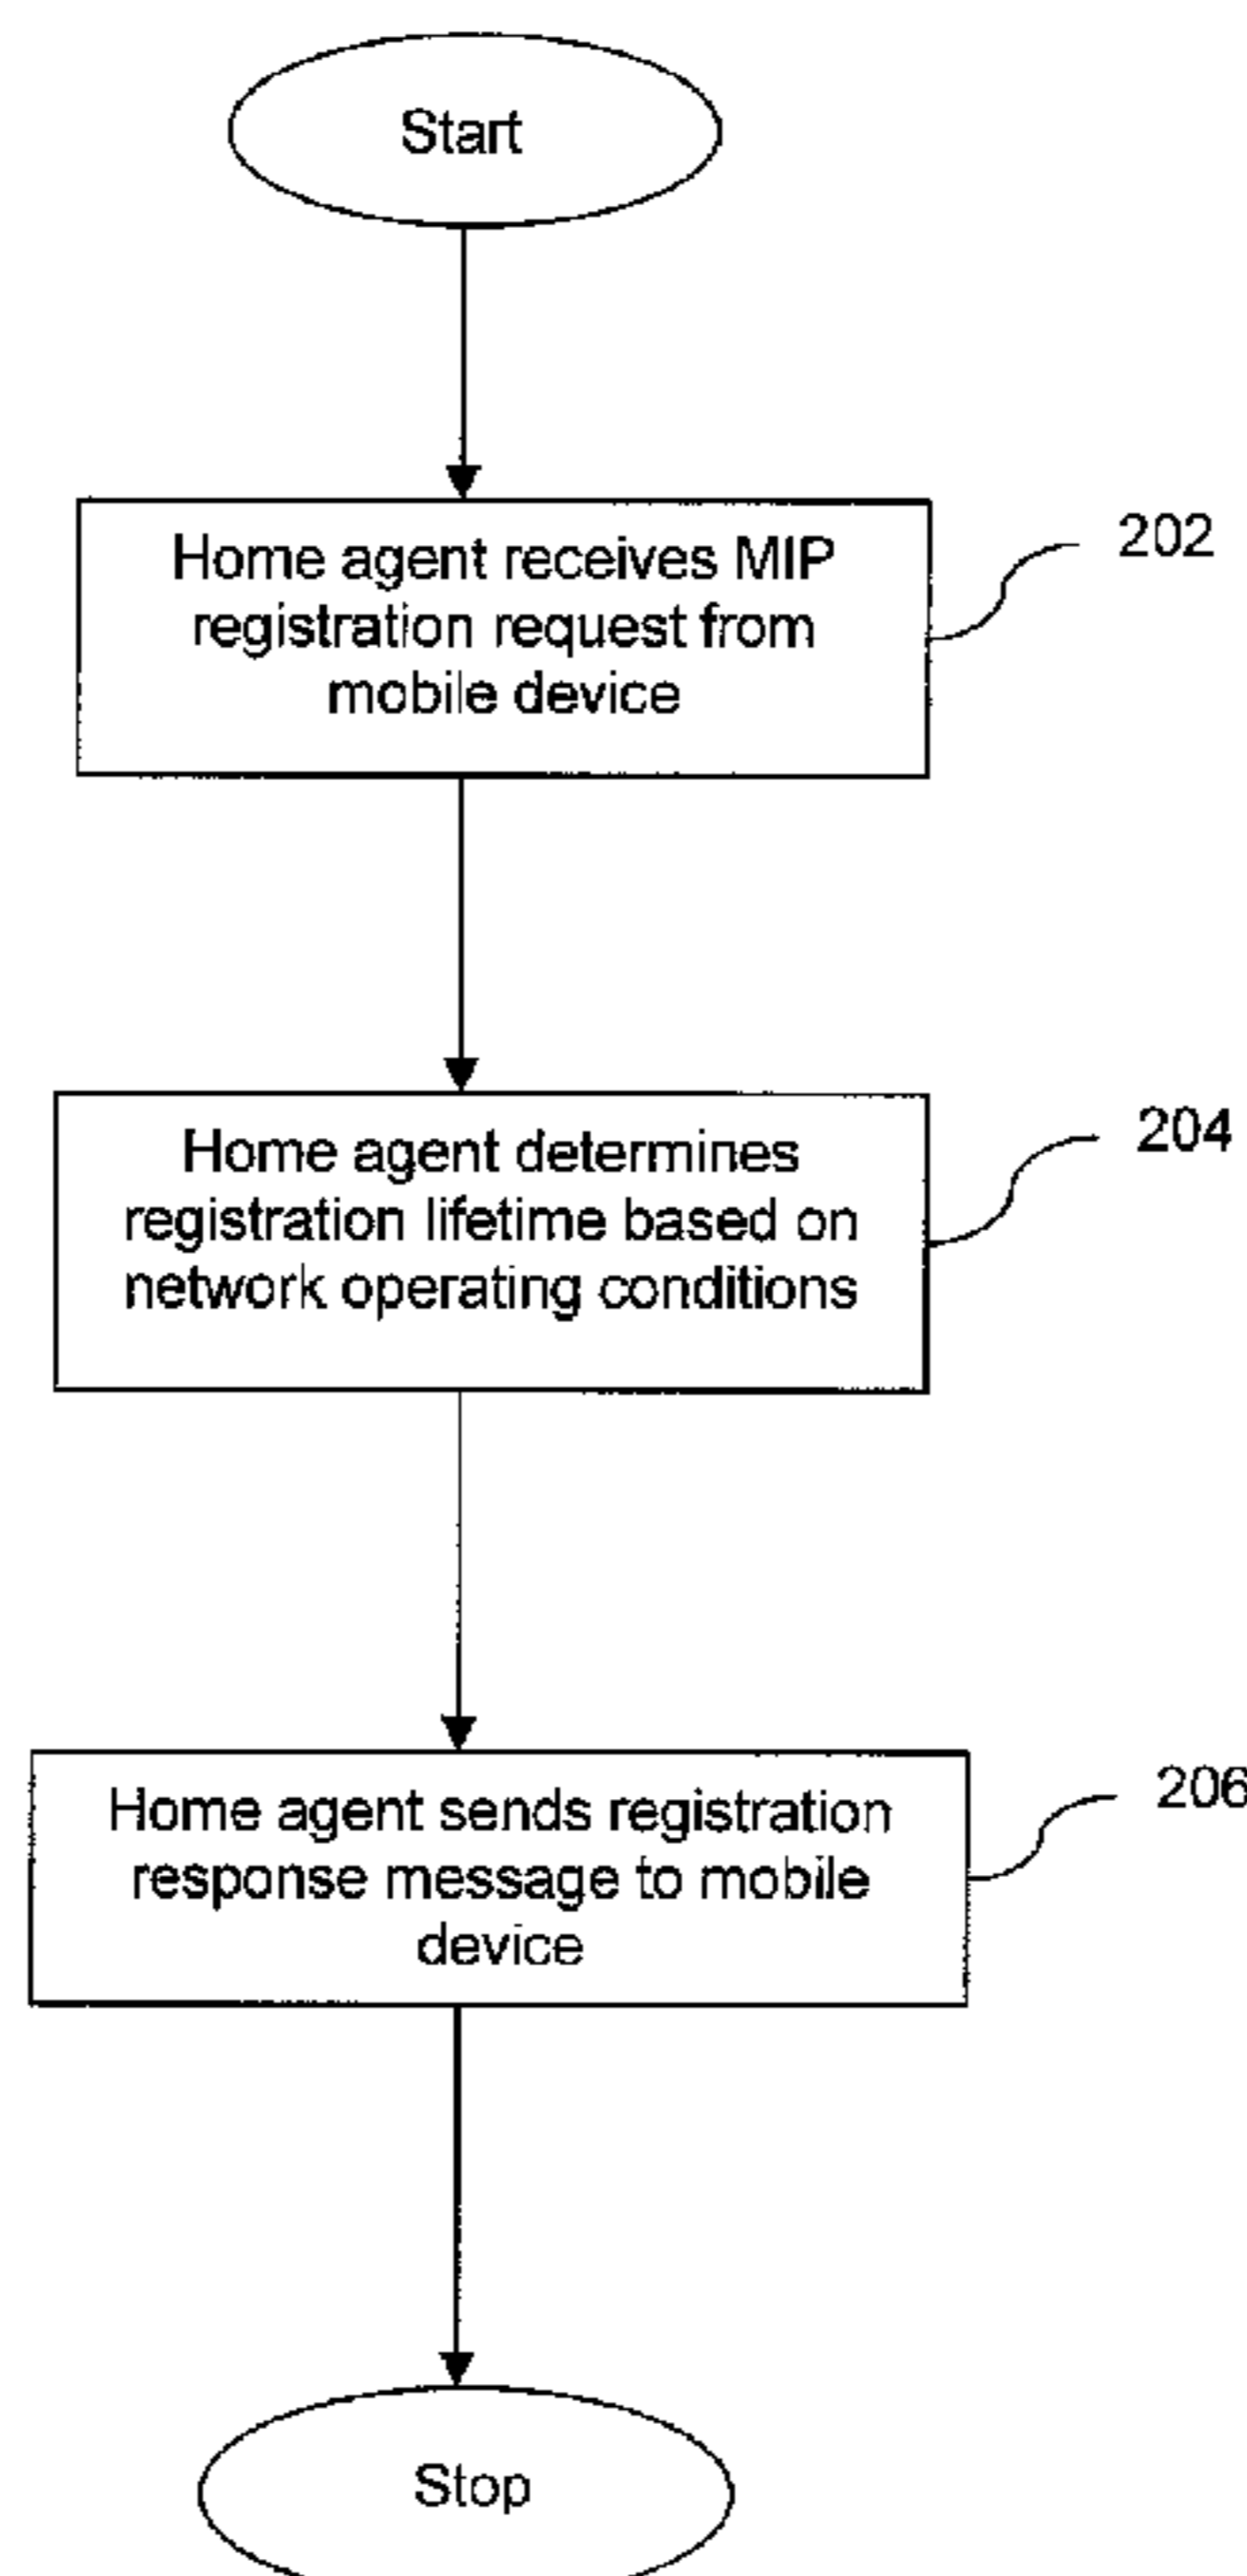 Start
Home agent receives MIP
registration request from
mobile device
202
Home agent determines
registration lifetime based on
network operating conditions
204
Home agent sends registration
response message to mobile
device
206
Stop